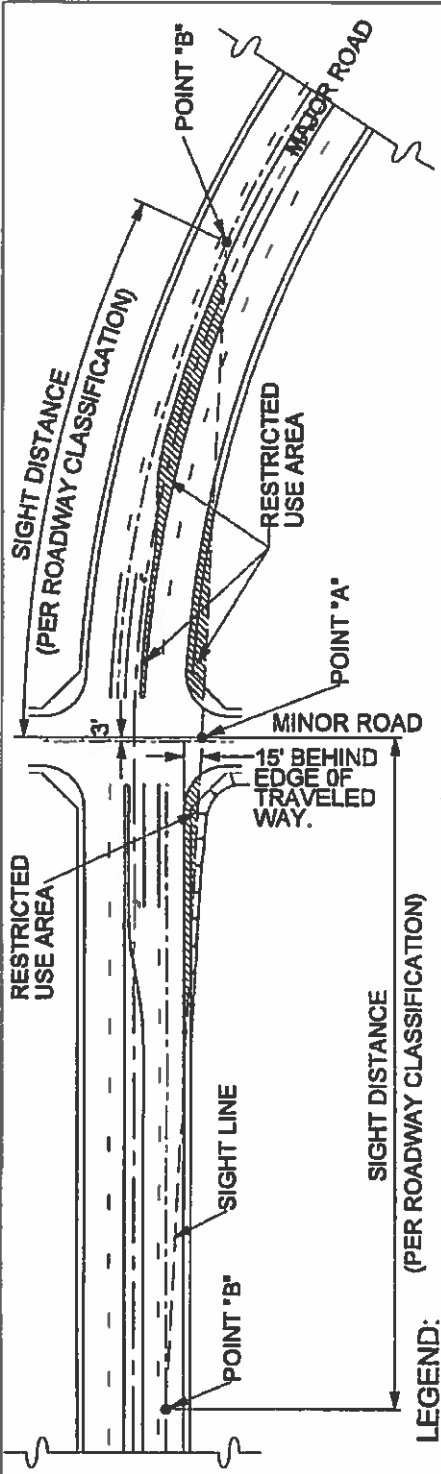 SIGHT DISTANCE
(PER ROADWAY CLASSIFICATION)
POINT "B"
MAJOR ROAD
RESTRICTED
USE AREA
POINT "A"
MINOR ROAD
3'
15' BEHIND
EDGE OF
TRAVELED
WAY.
RESTRICTED
USE AREA
SIGHT LINE
POINT "B"
SIGHT DISTANCE
(PER ROADWAY CLASSIFICATION)
LEGEND: